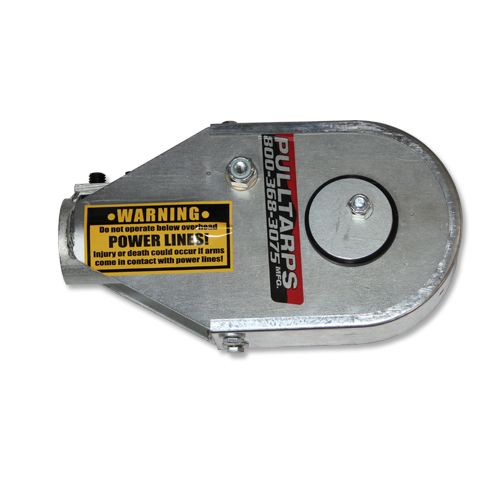 •WARNING•
Do not operate below overhead
POWER LINES!
Injury or death could occur if arms
come in contact with power lines!
PULLTARPS
MFG.
800-368-3075